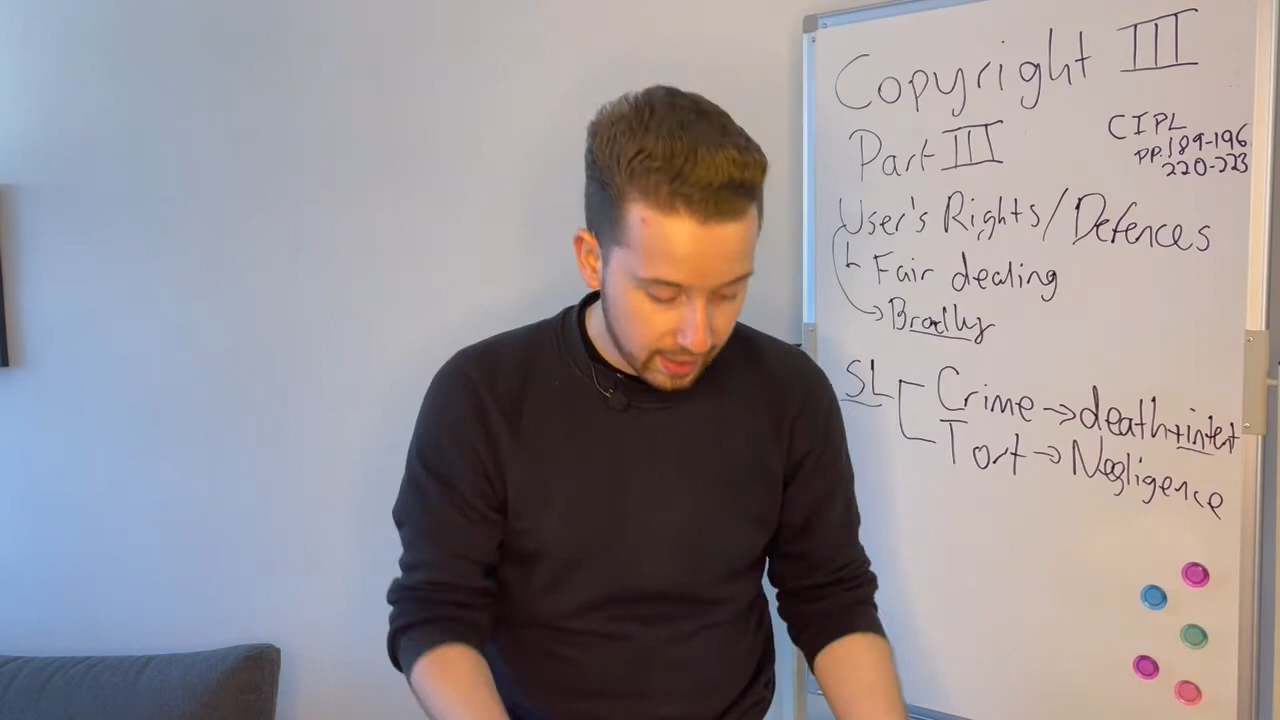 Copyright III
Part III
CIPL
PP.189-196
220-223
User's Rights/Defences
Fair dealing
Broadly
SL
Crime → death+intent
Tort → Negligence